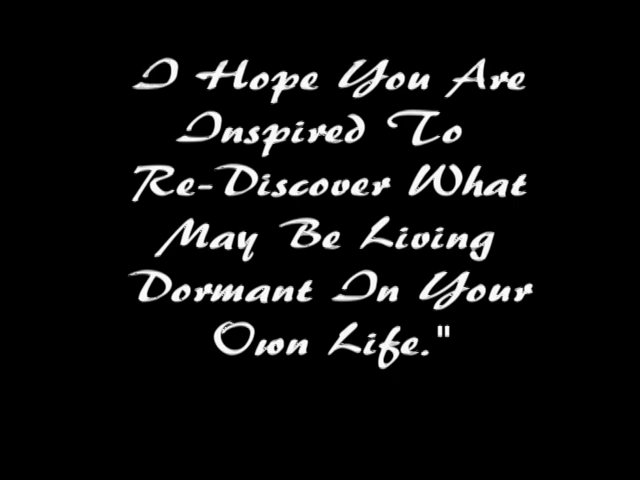 I Hope You Are
Inspired To
Re-Discover What
May Be Living
Dormant In Your
Own Life."